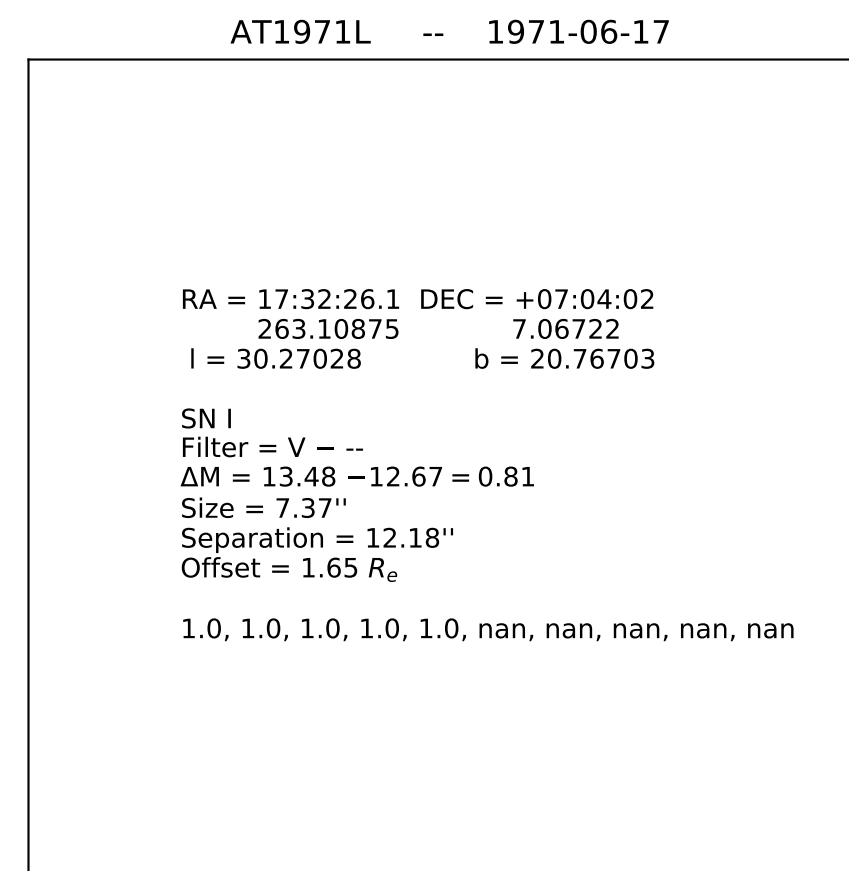 AT1971L -- 1971-06-17
RA = 17:32:26.1 DEC = +07:04:02
263.10875 7.06722
l = 30.27028 b = 20.76703
SN I
Filter = V − --
ΔM = 13.48 −12.67 = 0.81
Size = 7.37''
Separation = 12.18''
Offset = 1.65 Re
1.0, 1.0, 1.0, 1.0, 1.0, nan, nan, nan, nan, nan